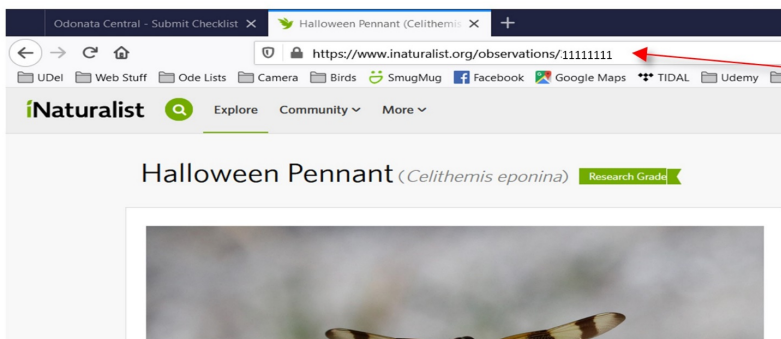 Odonata Central - Submit Checklist Halloween Pennant (Celithemis
https://www.inaturalist.org/observations/11111111
UDel Web Stuff Ode Lists Camera Birds SmugMug Facebook Google Maps TIDAL Udemy
iNaturalist Explore Community More
Halloween Pennant (Celithemis eponina) Research Grade